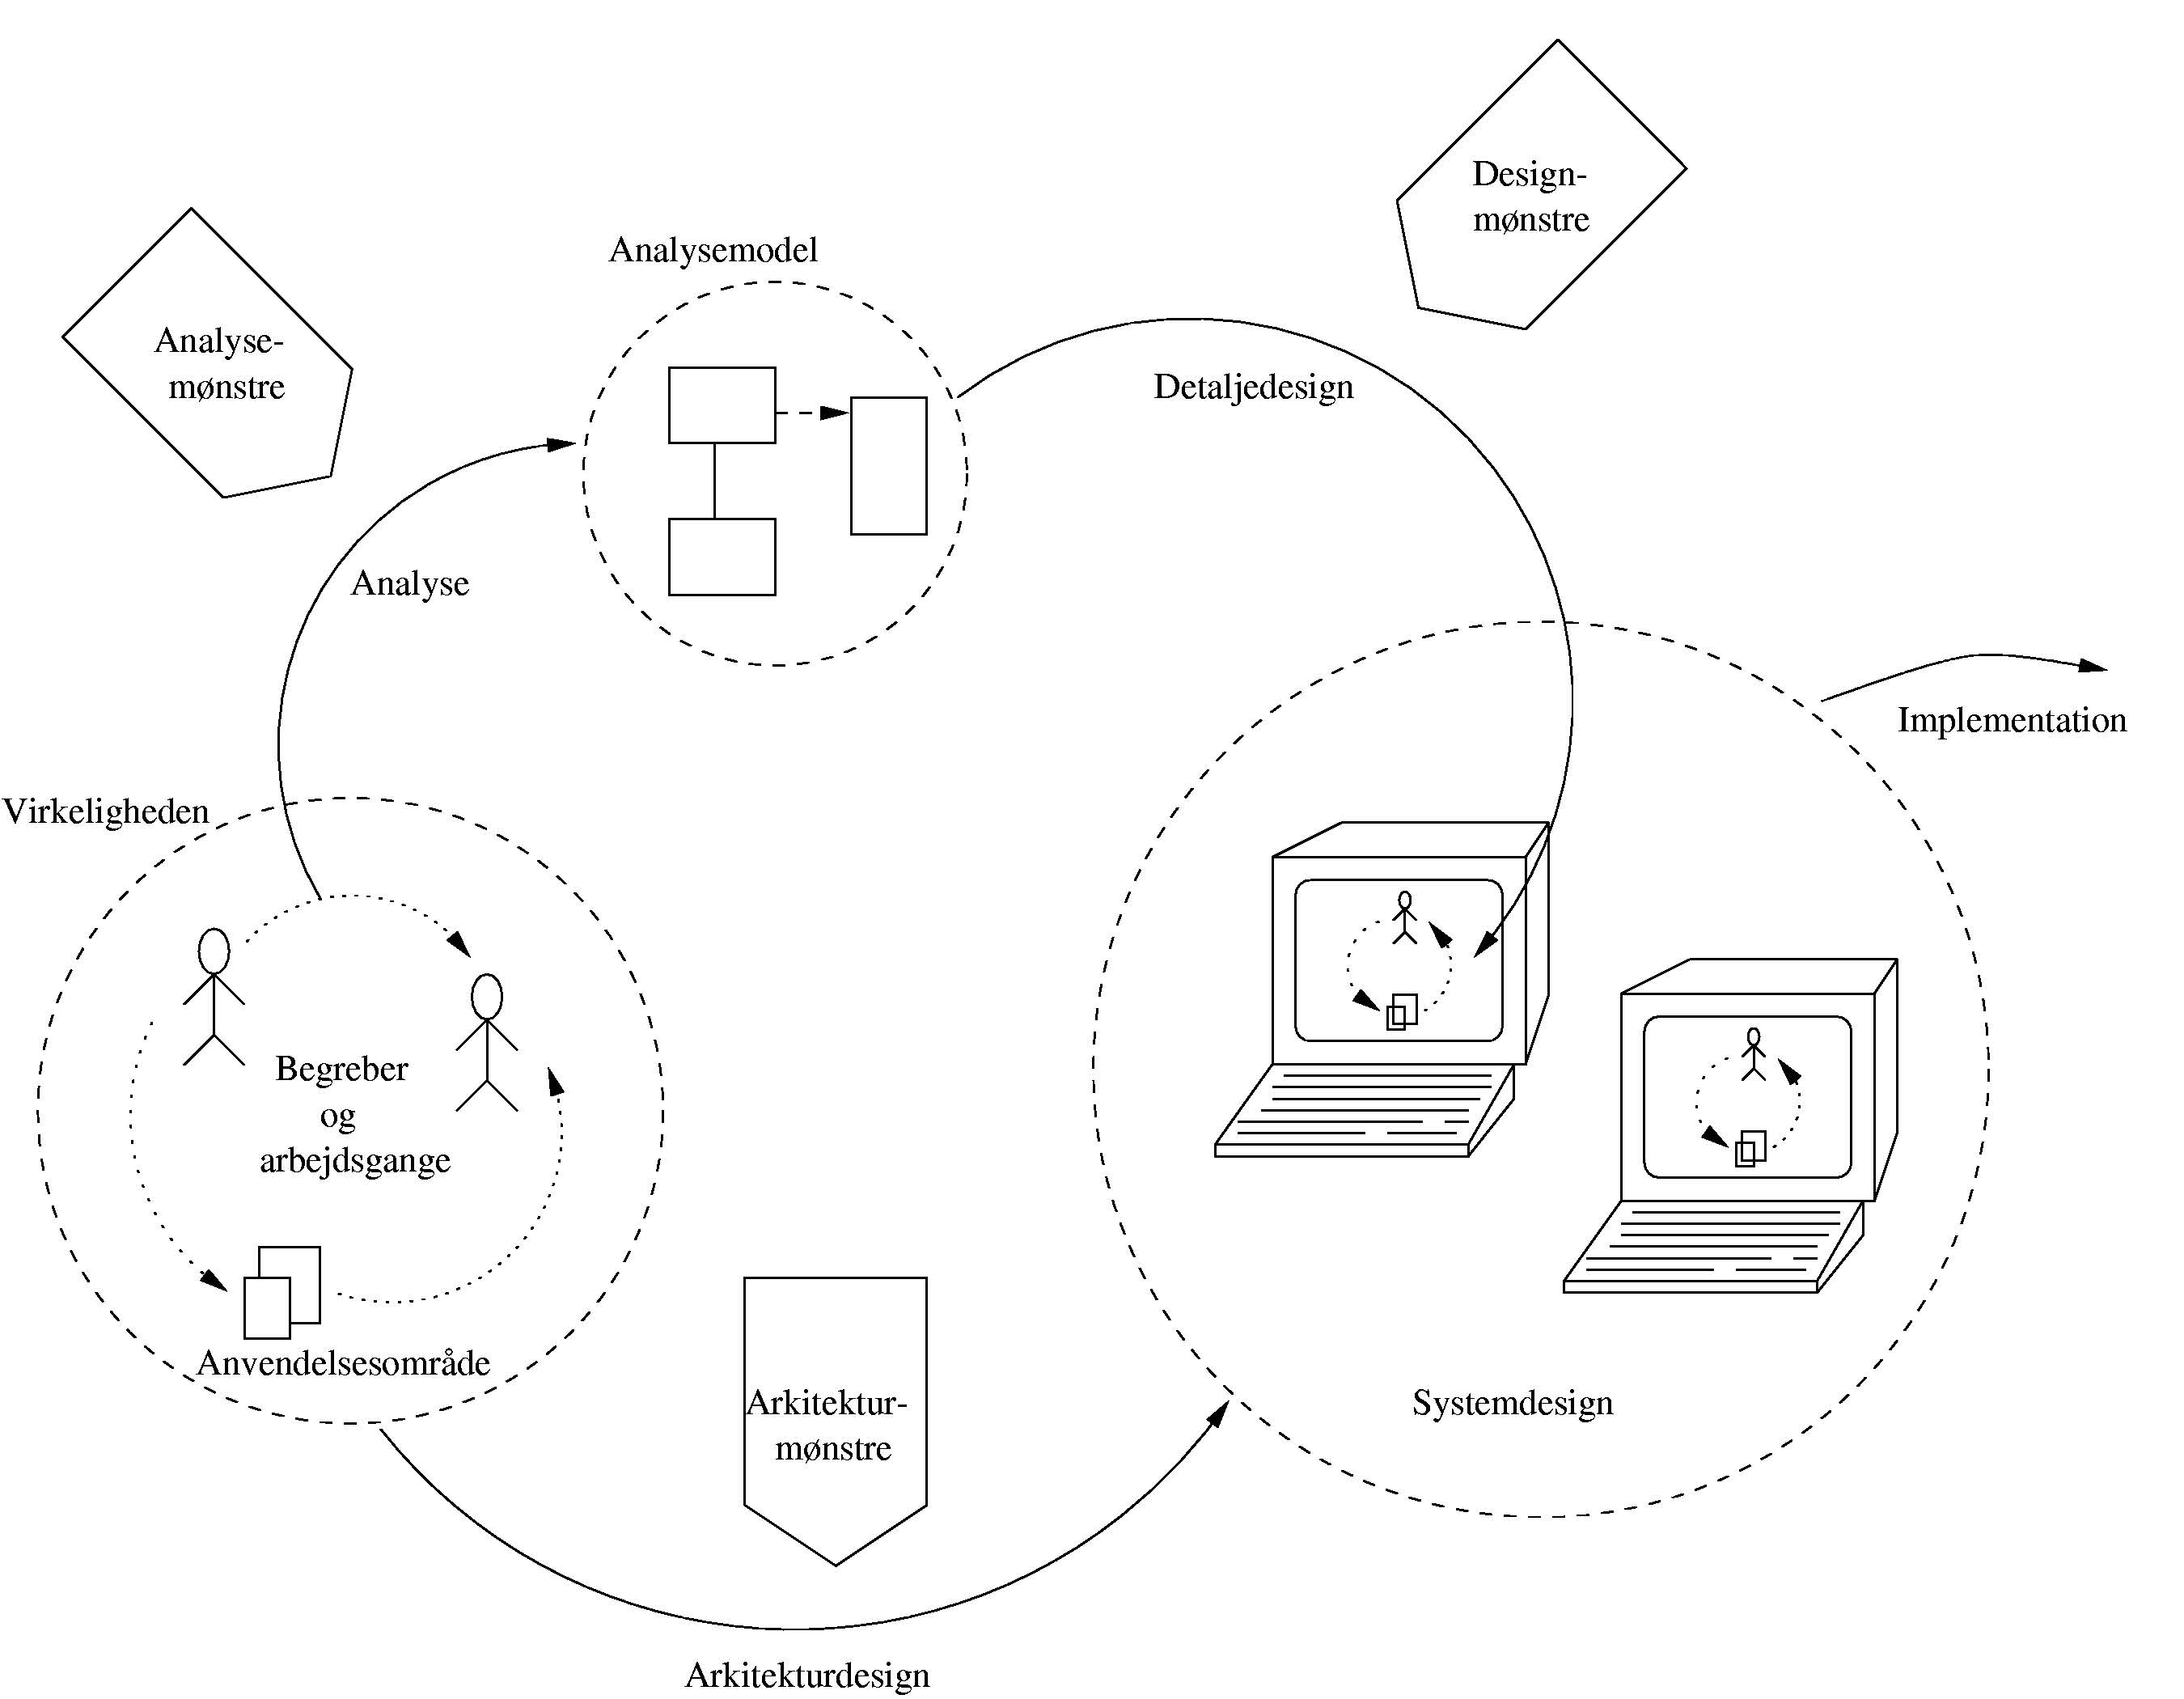 Design-
mønstre
Analysemodel
Analyse-
mønstre
Detaljedesign
Analyse
Implementation
Virkeligheden
Begreber
og
arbejdsgange
Anvendelsesområde
Arkitektur-
mønstre
Systemdesign
Arkitekturdesign